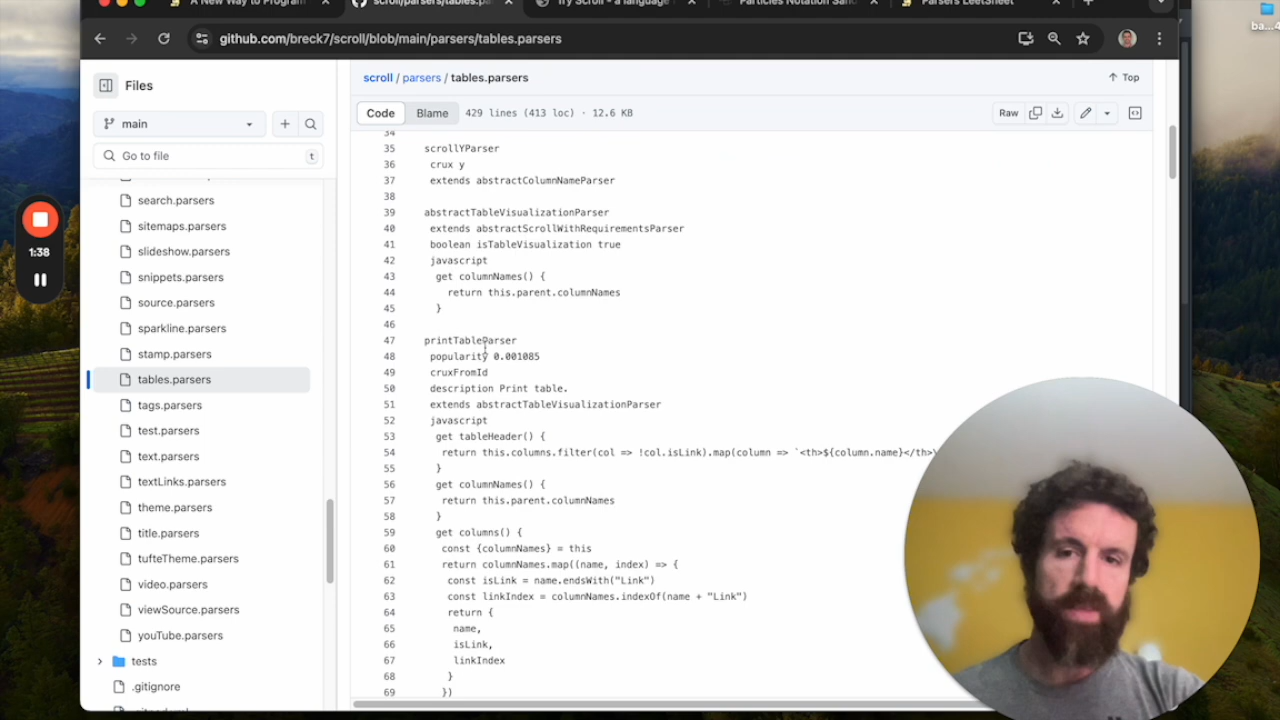 A New Way to Program
scroll/parsers/tables.pars
Try Scroll - a language
Particles Notation San
Parsers LeetSheet
ba...
...4
github.com/breck7/scroll/blob/main/parsers/tables.parsers
Files
main
Go to file
t
search.parsers
sitemaps.parsers
slideshow.parsers
snippets.parsers
source.parsers
sparkline.parsers
stamp.parsers
tables.parsers
tags.parsers
test.parsers
text.parsers
textLinks.parsers
theme.parsers
title.parsers
tufteTheme.parsers
video.parsers
viewSource.parsers
youTube.parsers
tests
.gitignore
1:38
scroll / parsers / tables.parsers
Top
Code Blame 429 lines (413 loc) · 12.6 KB
Raw
34
35 scrollYParser
36 crux y
37 extends abstractColumnNameParser
38
39 abstractTableVisualizationParser
40 extends abstractScrollWithRequirementsParser
41 boolean isTableVisualization true
42 javascript
43 get columnNames() {
44 return this.parent.columnNames
45 }
46
47 printTableParser
48 popularity 0.001085
49 cruxFromId
50 description Print table.
51 extends abstractTableVisualizationParser
52 javascript
53 get tableHeader() {
54 return this.columns.filter(col => !col.isLink).map(column => `<th>${column.name}</th>\
55 }
56 get columnNames() {
57 return this.parent.columnNames
58 }
59 get columns() {
60 const {columnNames} = this
61 return columnNames.map((name, index) => {
62 const isLink = name.endsWith("Link")
63 const linkIndex = columnNames.indexOf(name + "Link")
64 return {
65 name,
66 isLink,
67 linkIndex
68 }
69 })